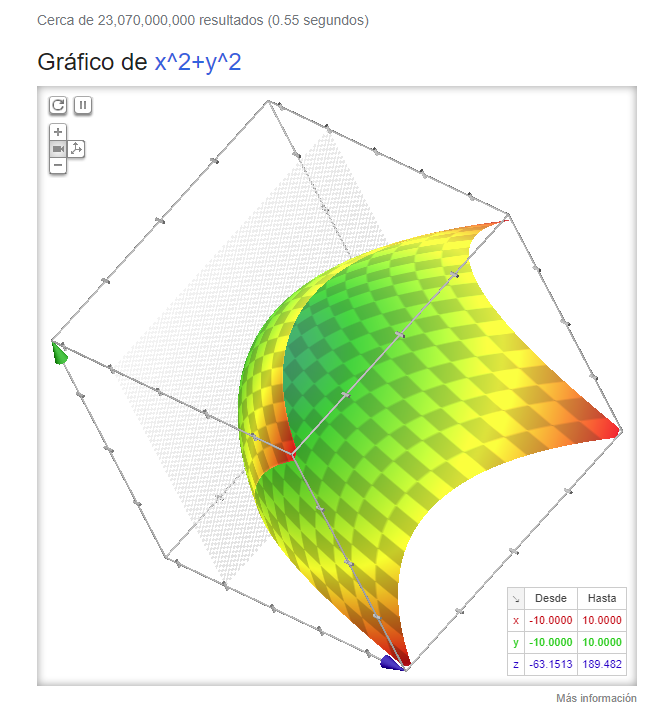 Cerca de 23,070,000,000 resultados (0.55 segundos)
Gráfico de x^2+y^2
Desde Hasta
x -10.0000 10.0000
y -10.0000 10.0000
z -63.1513 189.482
Más información